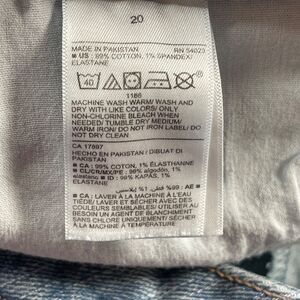 20
MADE IN PAKISTAN RN 54023
■ US : 99% COTTON, 1% SPANDEX/
ELASTANE
40
1166
MACHINE WASH WARM/ WASH AND
DRY WITH LIKE COLORS/ ONLY
NON-CHLORINE BLEACH WHEN
NEEDED/ TUMBLE DRY MEDIUM/
WARM IRON/ DO NOT IRON LABEL/ DO
NOT DRY CLEAN
CA 17897
HECHO EN PAKISTAN / DIBUAT DI
PAKISTAN
■ CA : 99% COTON, 1% ÉLASTHANNE
■ CL/CR/MX/PE : 99% algodón, 1%
elastano ■ ID : 99% KAPAS, 1%
ELASTANE
■ AE : 99% قطن, 1%
■ CA : LAVER À MACHINE À L'EAU
TIÈDE/ LAVER ET SÉCHER AVEC DES
COULEURS SEMBLABLES/ UTILISER
AU BESOIN UN AGENT DE BLANCHIMENT
SANS CHLORE UNIQUEMENT/ SÉCHER
À LA MACHINE À TEMPÉRATURE